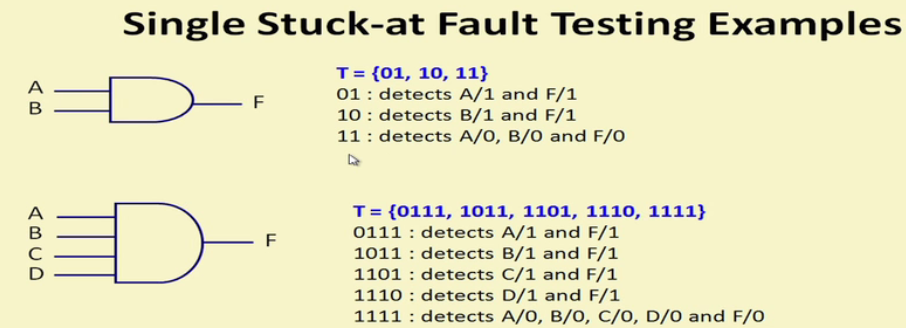 Single Stuck-at Fault Testing Examples
A
B
F
T = {01, 10, 11}
01 : detects A/1 and F/1
10 : detects B/1 and F/1
11 : detects A/0, B/0 and F/0
A
B
C
D
F
T = {0111, 1011, 1101, 1110, 1111}
0111 : detects A/1 and F/1
1011 : detects B/1 and F/1
1101 : detects C/1 and F/1
1110 : detects D/1 and F/1
1111 : detects A/0, B/0, C/0, D/0 and F/0